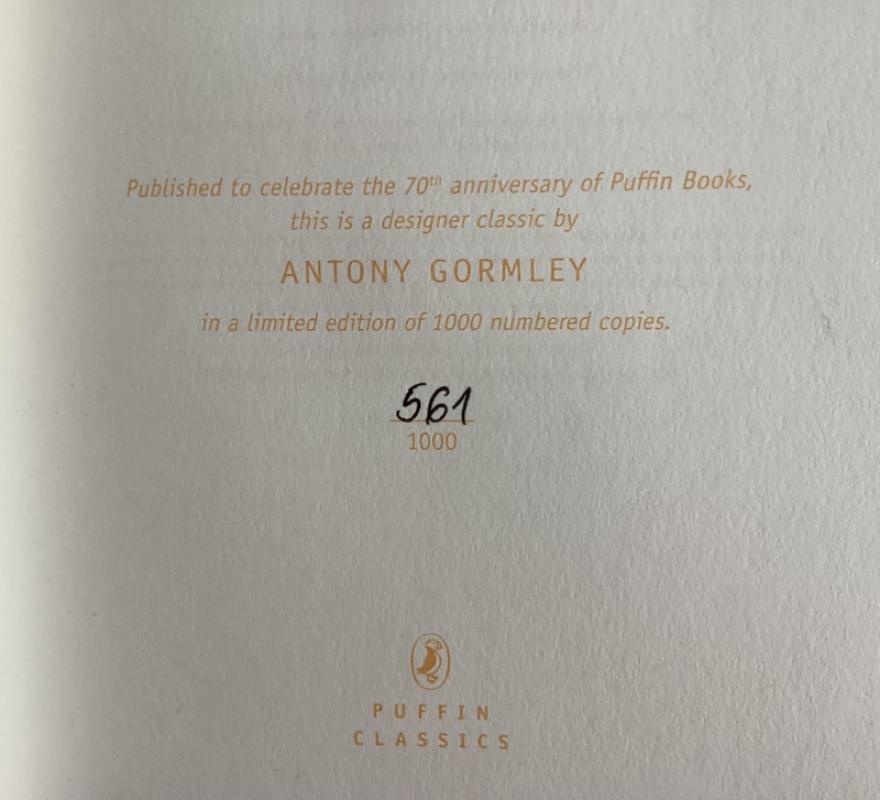 Published to celebrate the 70th anniversary of Puffin Books,
this is a designer classic by
ANTONY GORMLEY
in a limited edition of 1000 numbered copies.
561
1000
PUFFIN
CLASSICS